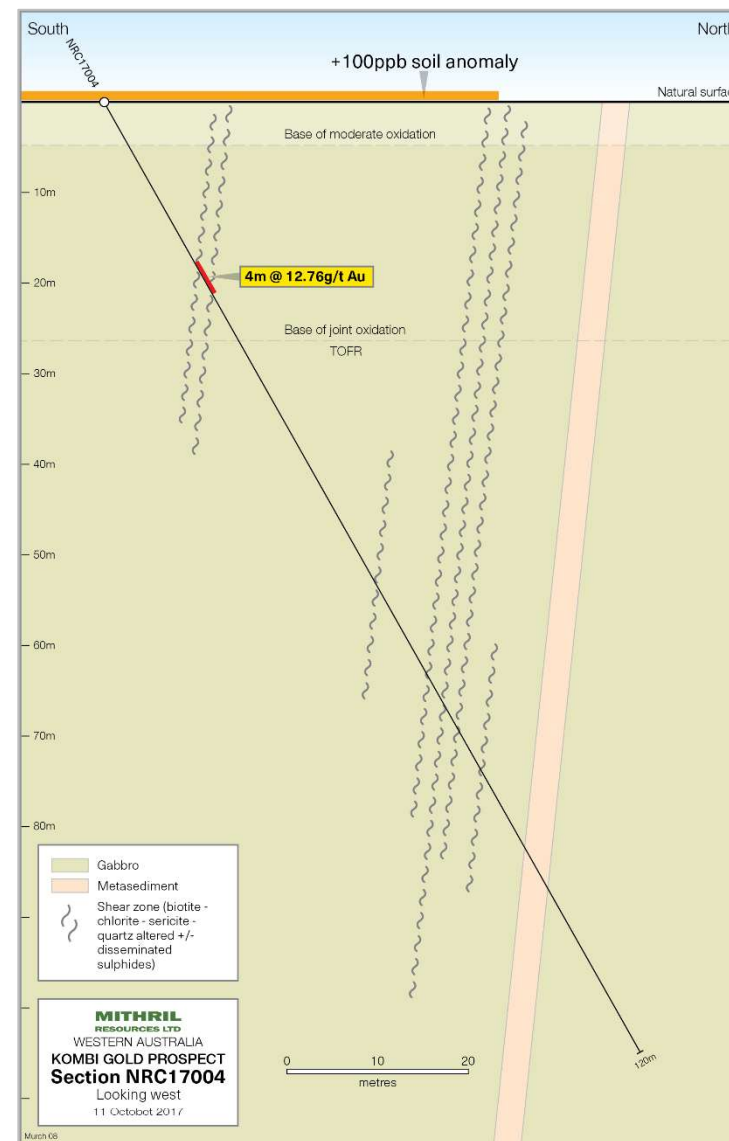 South
North
NRC17004
+100ppb soil anomaly
Natural surface
Base of moderate oxidation
10m
20m
4m @ 12.76g/t Au
Base of joint oxidation
TOFR
30m
40m
50m
60m
70m
80m
Gabbro
Metasediment
Shear zone (biotite -
chlorite - sericite -
quartz altered +/-
disseminated
sulphides)
MITHRIL
RESOURCES LTD
WESTERN AUSTRALIA
KOMBI GOLD PROSPECT
Section NRC17004
Looking west
11 Octobet 2017
0 10 20
metres
120m
Murch 08